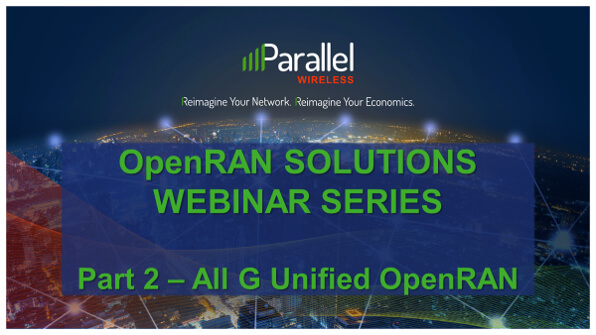 Parallel
WIRELESS
Reimagine Your Network. Reimagine Your Economics.
OpenRAN SOLUTIONS
WEBINAR SERIES
Part 2 – All G Unified OpenRAN